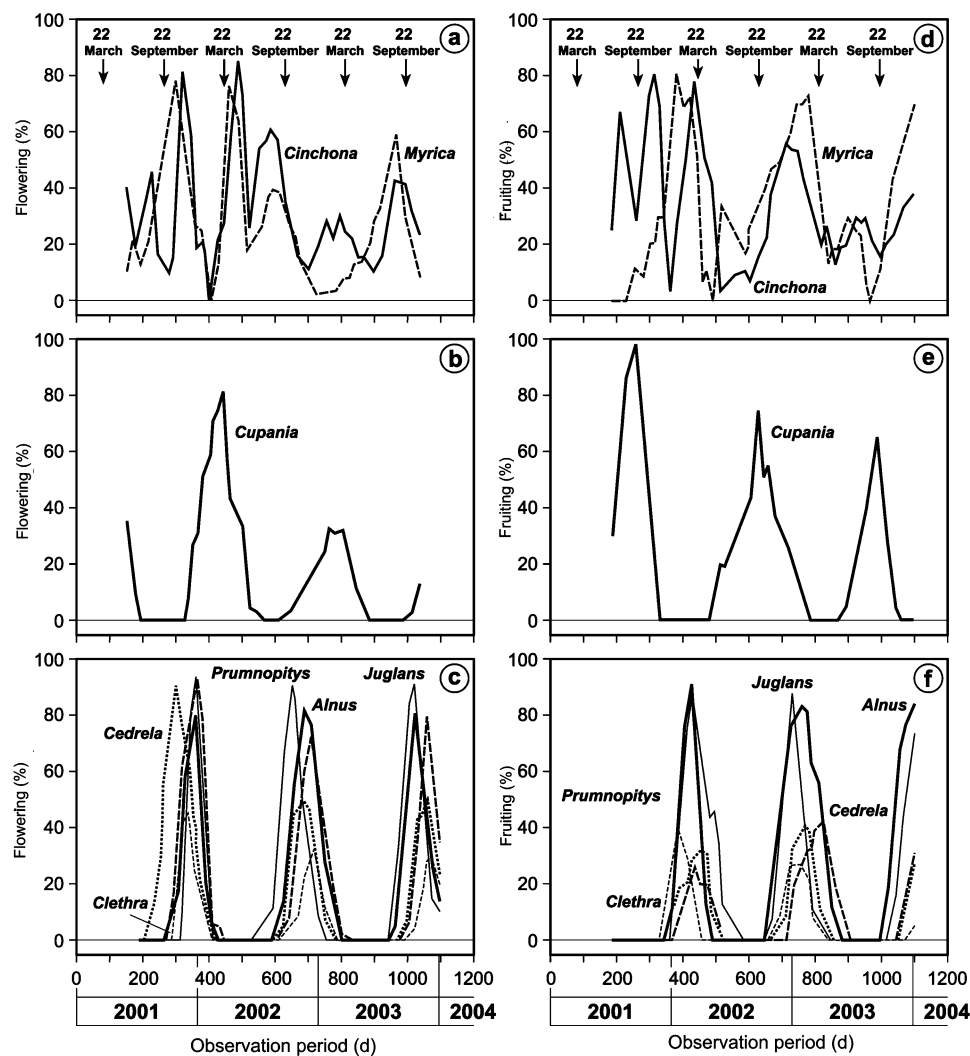 a
22 22 22 22 22 22
March September March September March September
Flowering (%)
100
80
60
40
20
0
Cinchona
Myrica
d
22 22 22 22 22 22
March September March September March September
Fruiting (%)
100
80
60
40
20
0
Myrica
Cinchona
b
Flowering (%)
100
80
60
40
20
0
Cupania
e
Fruiting (%)
100
80
60
40
20
0
Cupania
c
Flowering (%)
100
80
60
40
20
0
Prumnopitys
Juglans
Alnus
Cedrela
Clethra
0 200 400 600 800 1000 1200
2001 2002 2003 2004
Observation period (d)
f
Fruiting (%)
100
80
60
40
20
0
Juglans
Alnus
Prumnopitys
Cedrela
Clethra
0 200 400 600 800 1000 1200
2001 2002 2003 2004
Observation period (d)